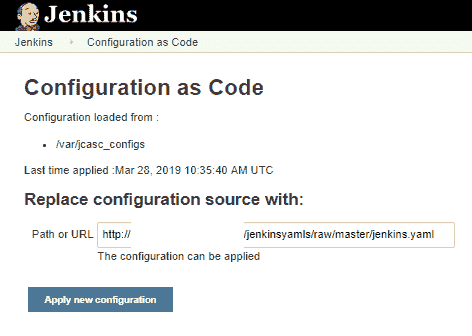 Jenkins
Jenkins Configuration as Code
Configuration as Code
Configuration loaded from :
/var/jcasc_configs
Last time applied :Mar 28, 2019 10:35:40 AM UTC
Replace configuration source with:
Path or URL http:// /jenkinsyamls/raw/master/jenkins.yaml
The configuration can be applied
Apply new configuration